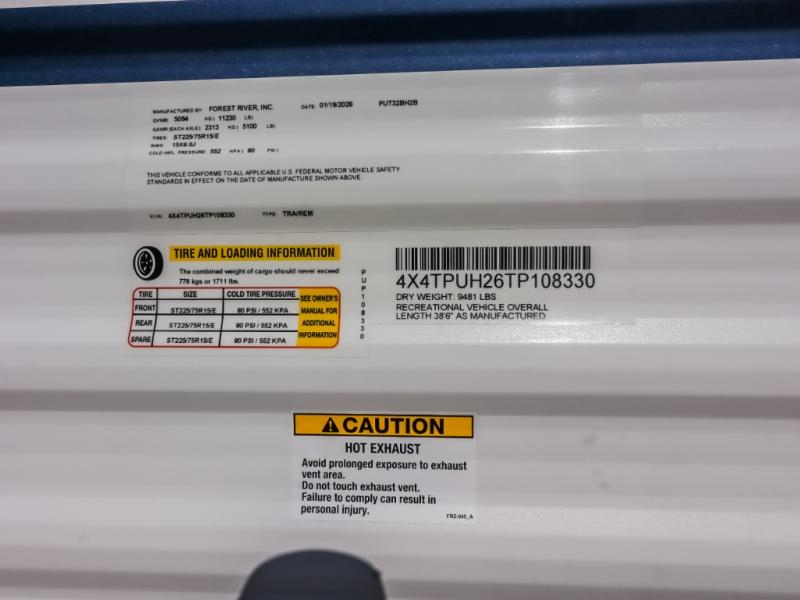 MANUFACTURED BY: FOREST RIVER, INC. DATE: 01/19/2026 PUT32BH2B
GVWR: 5094 KG ( 11230 LB)
GAWR (EACH AXLE) 2313 KG ( 5100 LB)
TIRES: ST225/75R15/E
RIMS: 15X6.0J
COLD INFL. PRESSURE: 552 KPA ( 80 PSI )
THIS VEHICLE CONFORMS TO ALL APPLICABLE U.S. FEDERAL MOTOR VEHICLE SAFETY
STANDARDS IN EFFECT ON THE DATE OF MANUFACTURE SHOWN ABOVE.
V.I.N.: 4X4TPUH26TP108330 TYPE: TRA/REM
TIRE AND LOADING INFORMATION
The combined weight of cargo should never exceed
776 kgs or 1711 lbs.
TIRE SIZE COLD TIRE PRESSURE SEE OWNER'S MANUAL FOR ADDITIONAL INFORMATION
FRONT ST225/75R15/E 80 PSI / 552 KPA
REAR ST225/75R15/E 80 PSI / 552 KPA
SPARE ST225/75R15/E 80 PSI / 552 KPA
PUP108330
4X4TPUH26TP108330
DRY WEIGHT: 9481 LBS
RECREATIONAL VEHICLE OVERALL
LENGTH 38'6" AS MANUFACTURED
CAUTION
HOT EXHAUST
Avoid prolonged exposure to exhaust
vent area.
Do not touch exhaust vent.
Failure to comply can result in
personal injury.
FR2-045_A